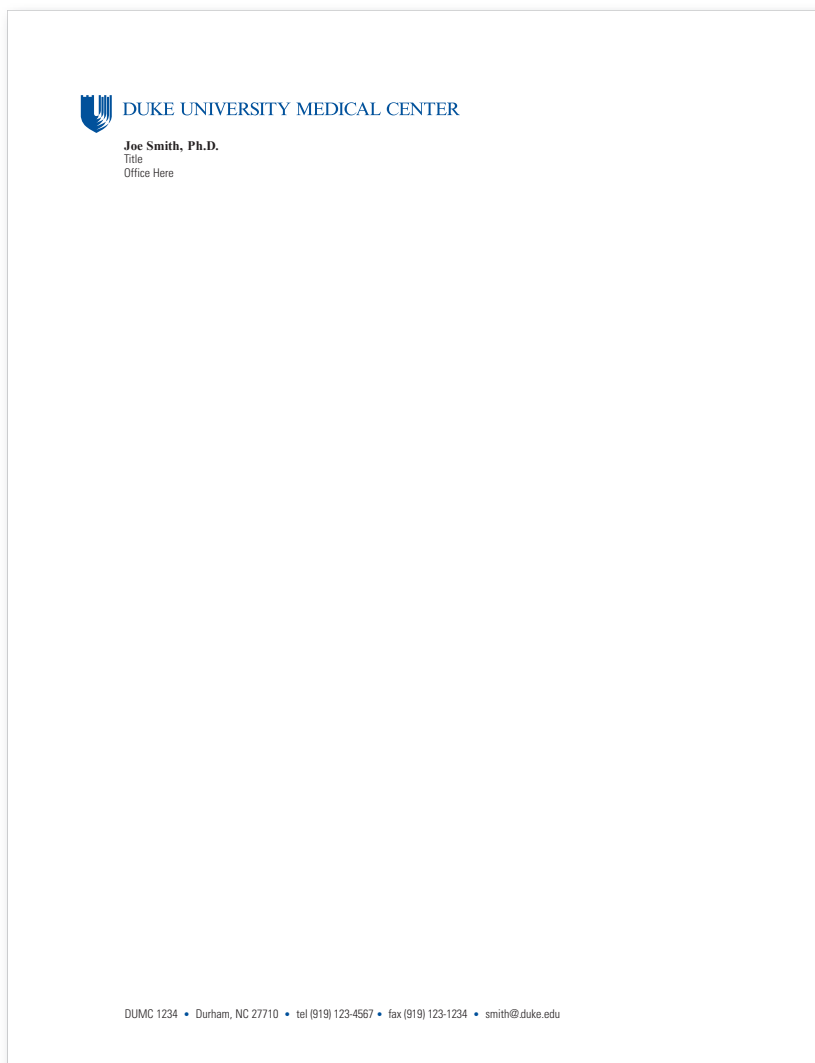 DUKE UNIVERSITY MEDICAL CENTER
Joe Smith, Ph.D.
Title
Office Here
DUMC 1234 • Durham, NC 27710 • tel (919) 123-4567 • fax (919) 123-1234 • smith@.duke.edu